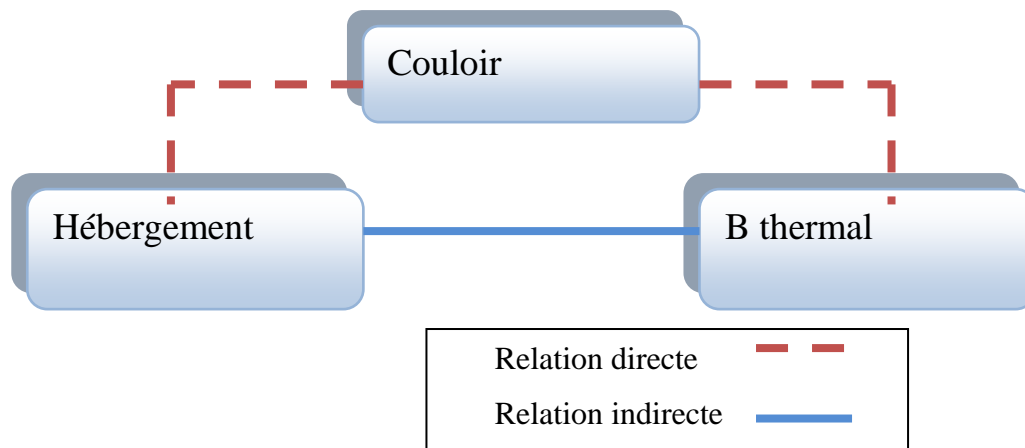 Couloir
Hébergement
B thermal
Relation directe
Relation indirecte